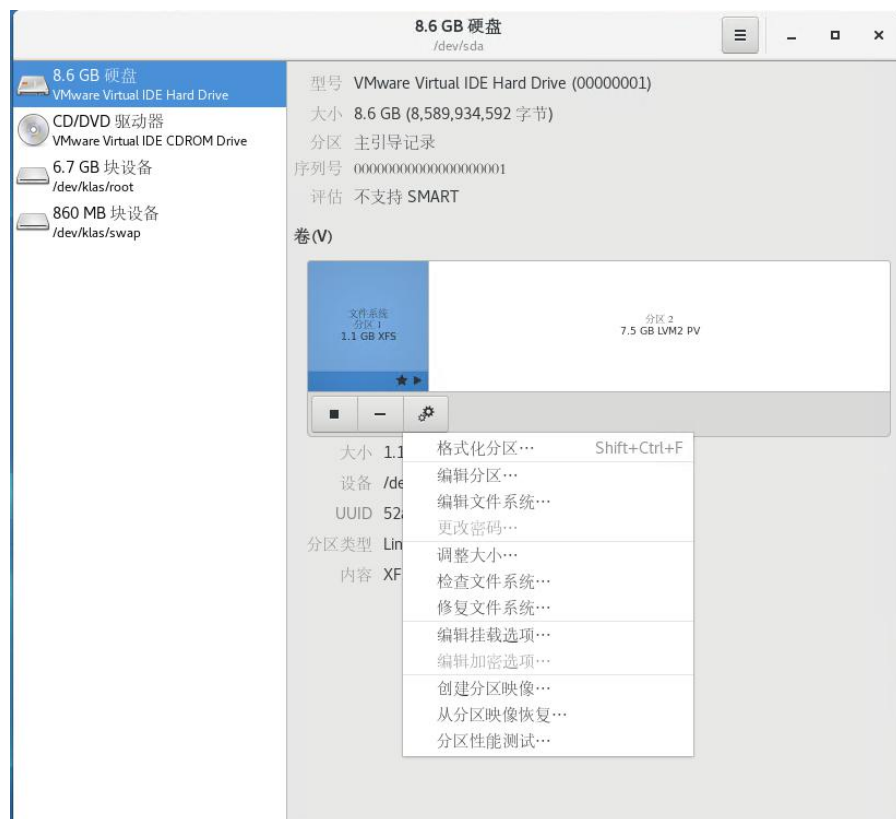 8.6 GB 硬盘
/dev/sda
8.6 GB 硬盘
VMware Virtual IDE Hard Drive
CD/DVD 驱动器
VMware Virtual IDE CDROM Drive
6.7 GB 块设备
/dev/klas/root
860 MB 块设备
/dev/klas/swap
型号 VMware Virtual IDE Hard Drive (00000001)
大小 8.6 GB (8,589,934,592 字节)
分区 主引导记录
序列号 00000000000000000001
评估 不支持 SMART
卷(V)
文件系统
分区 1
1.1 GB XFS
分区 2
7.5 GB LVM2 PV
大小 1.1
设备 /de
UUID 52
分区类型 Lin
内容 XF
格式化分区… Shift+Ctrl+F
编辑分区…
编辑文件系统…
更改密码…
调整大小…
检查文件系统…
修复文件系统…
编辑挂载选项…
编辑加密选项…
创建分区映像…
从分区映像恢复…
分区性能测试…